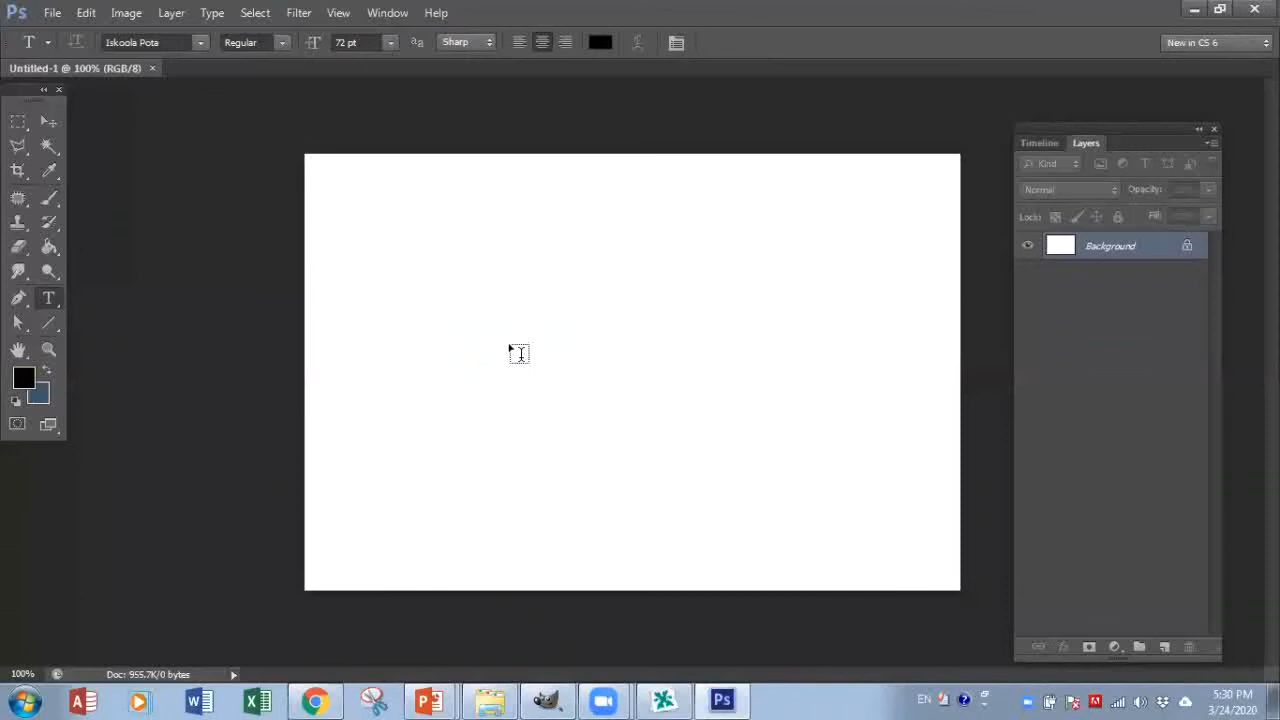 Ps File Edit Image Layer Type Select Filter View Window Help
T Iskoola Pota Regular 72 pt Sharp New in CS 6
Untitled-1 @ 100% (RGB/8) ×
Timeline Layers
Kind
Normal Opacity:
Lock: Fill:
Background
100% Doc: 955.7K/0 bytes
EN 5:30 PM
3/24/2020